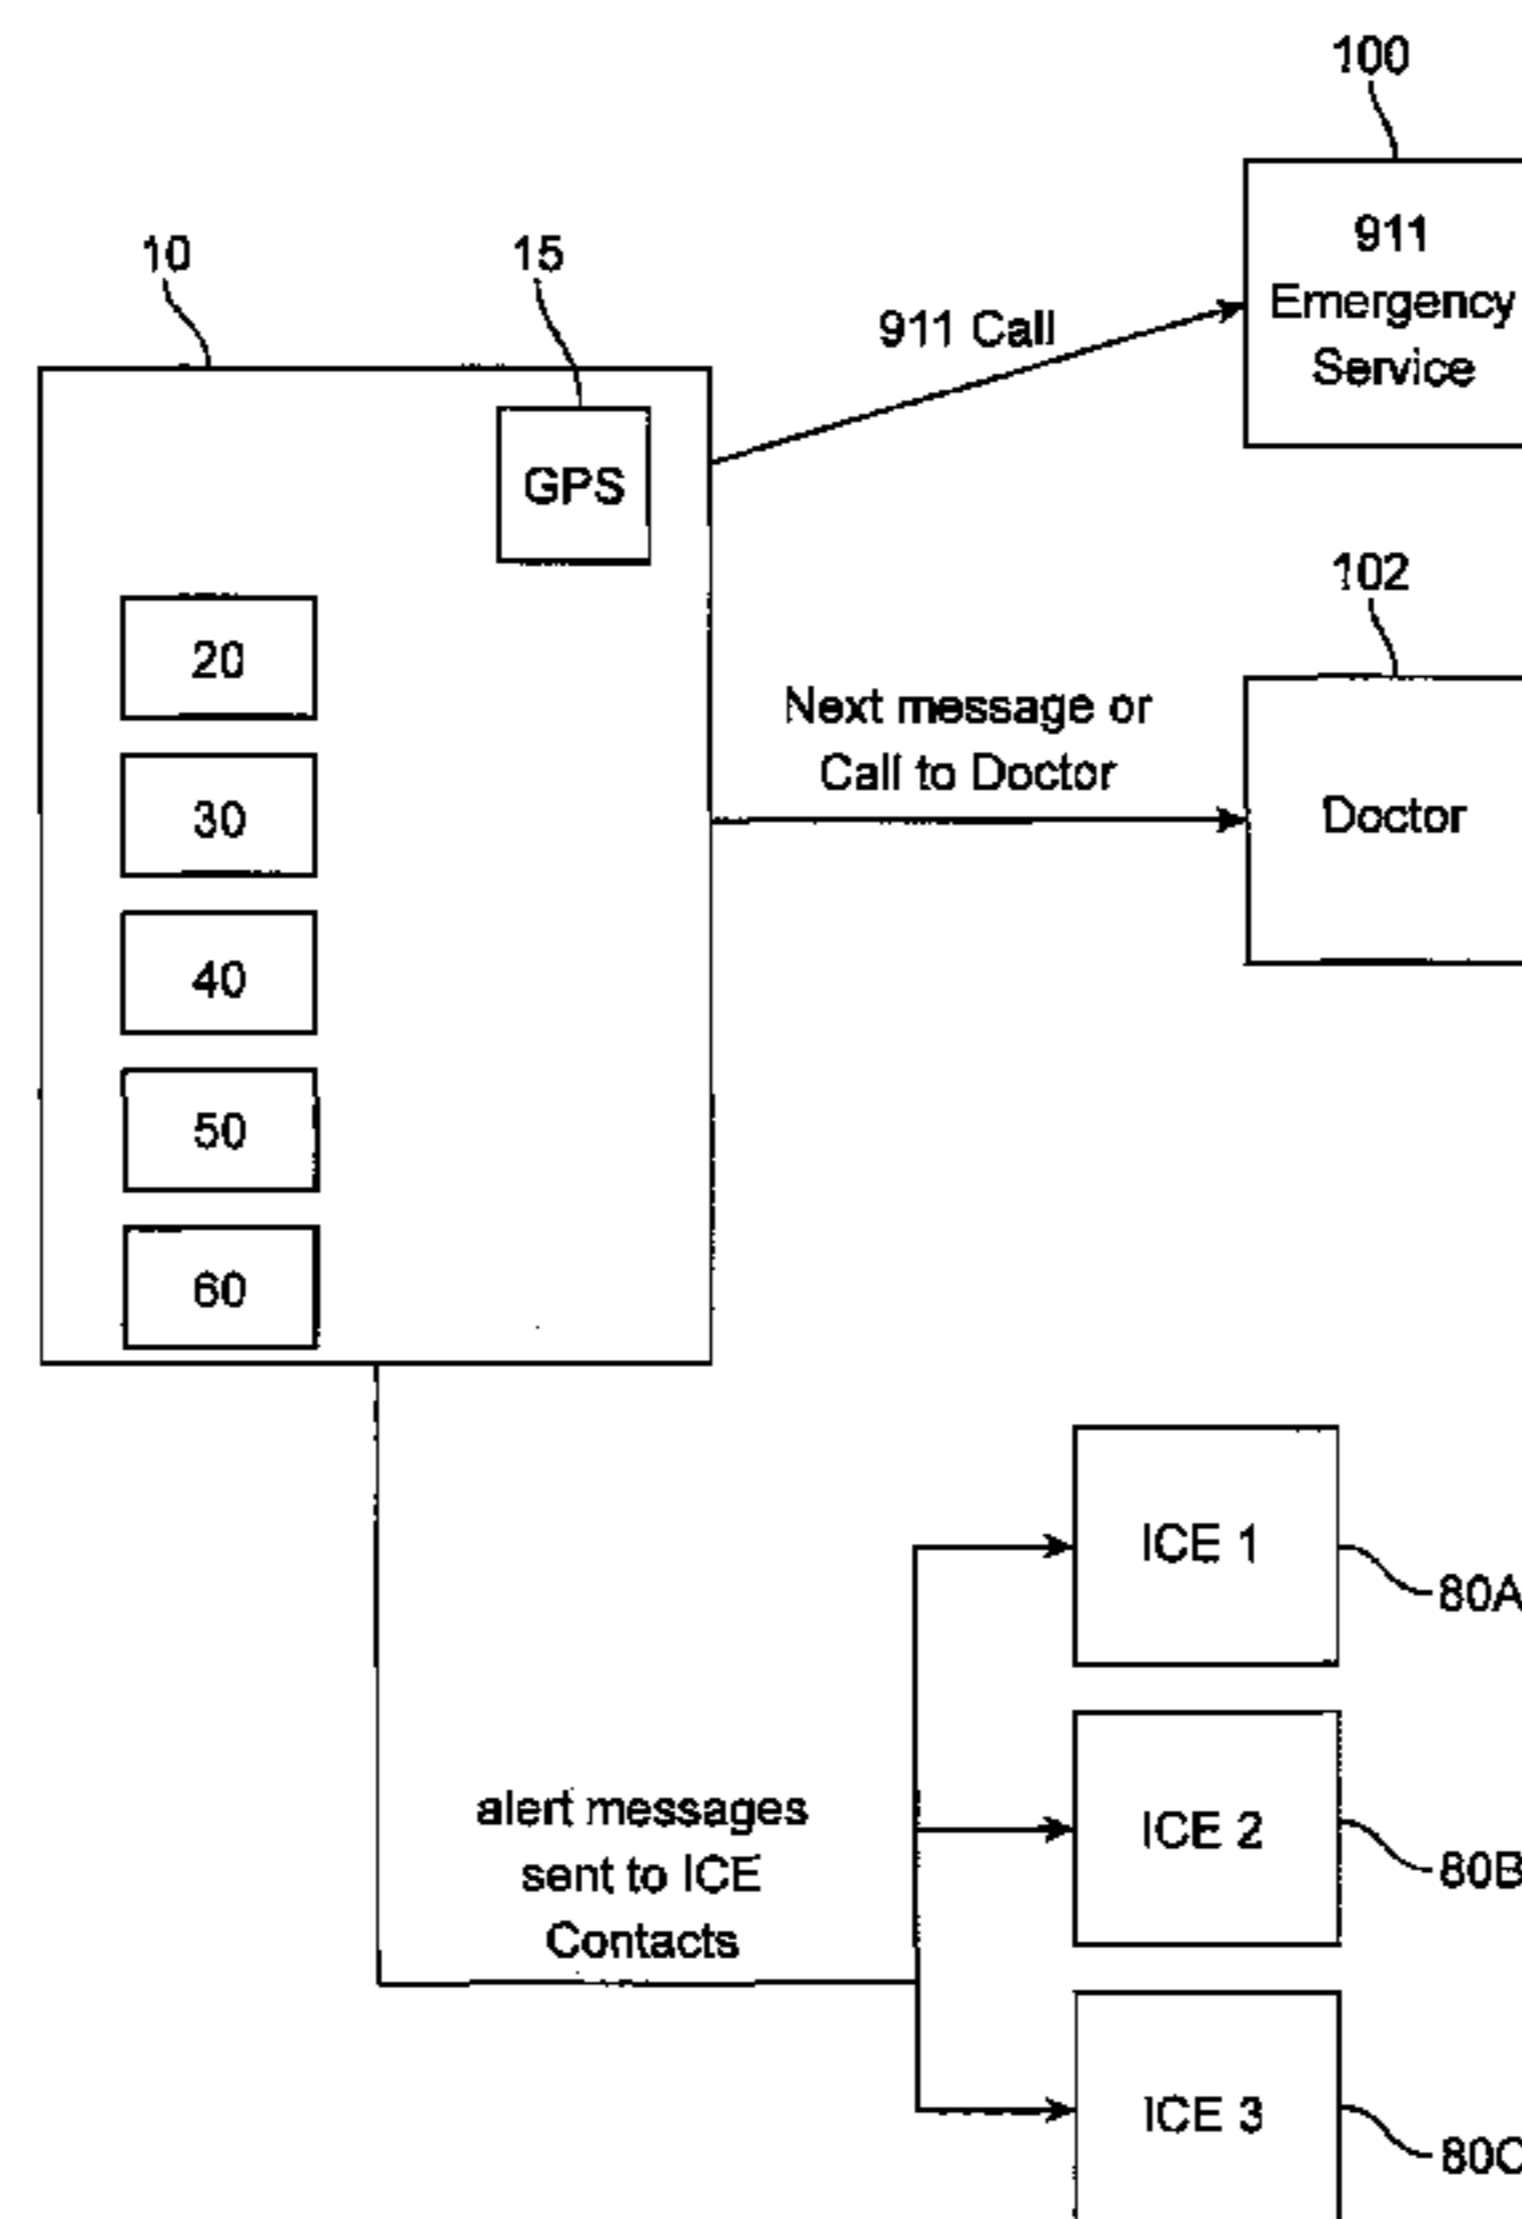 100
911
Emergency
Service
10
15
911 Call
GPS
102
20
Next message or
Call to Doctor
Doctor
30
40
50
60
ICE 1
80A
alert messages
sent to ICE
Contacts
ICE 2
80B
ICE 3
80C